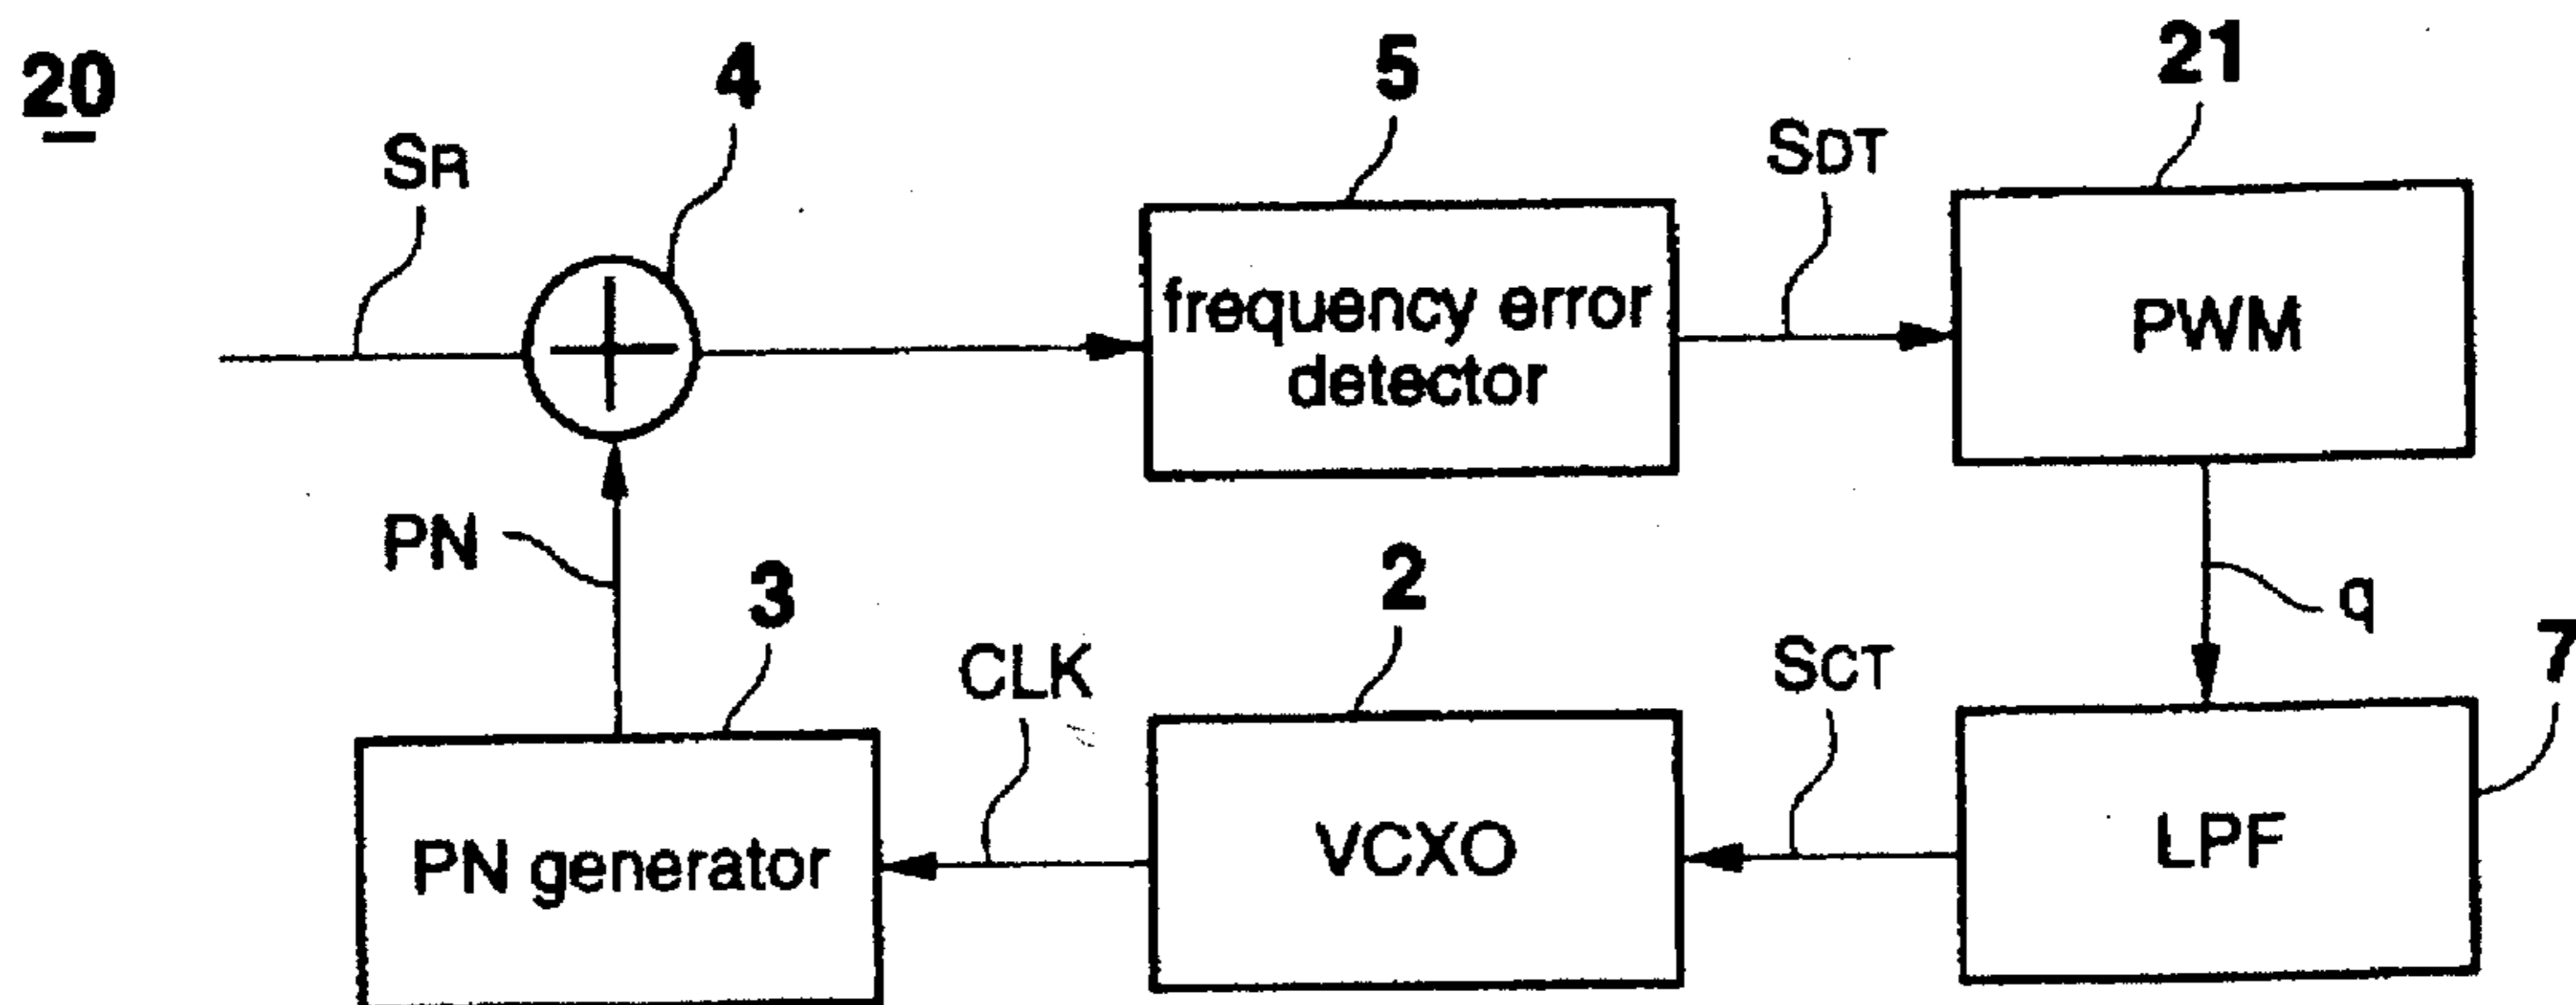 20
4
5
21
SR
SDT
frequency error
detector
PWM
PN
3
2
q
7
CLK
SCT
PN generator
VCXO
LPF